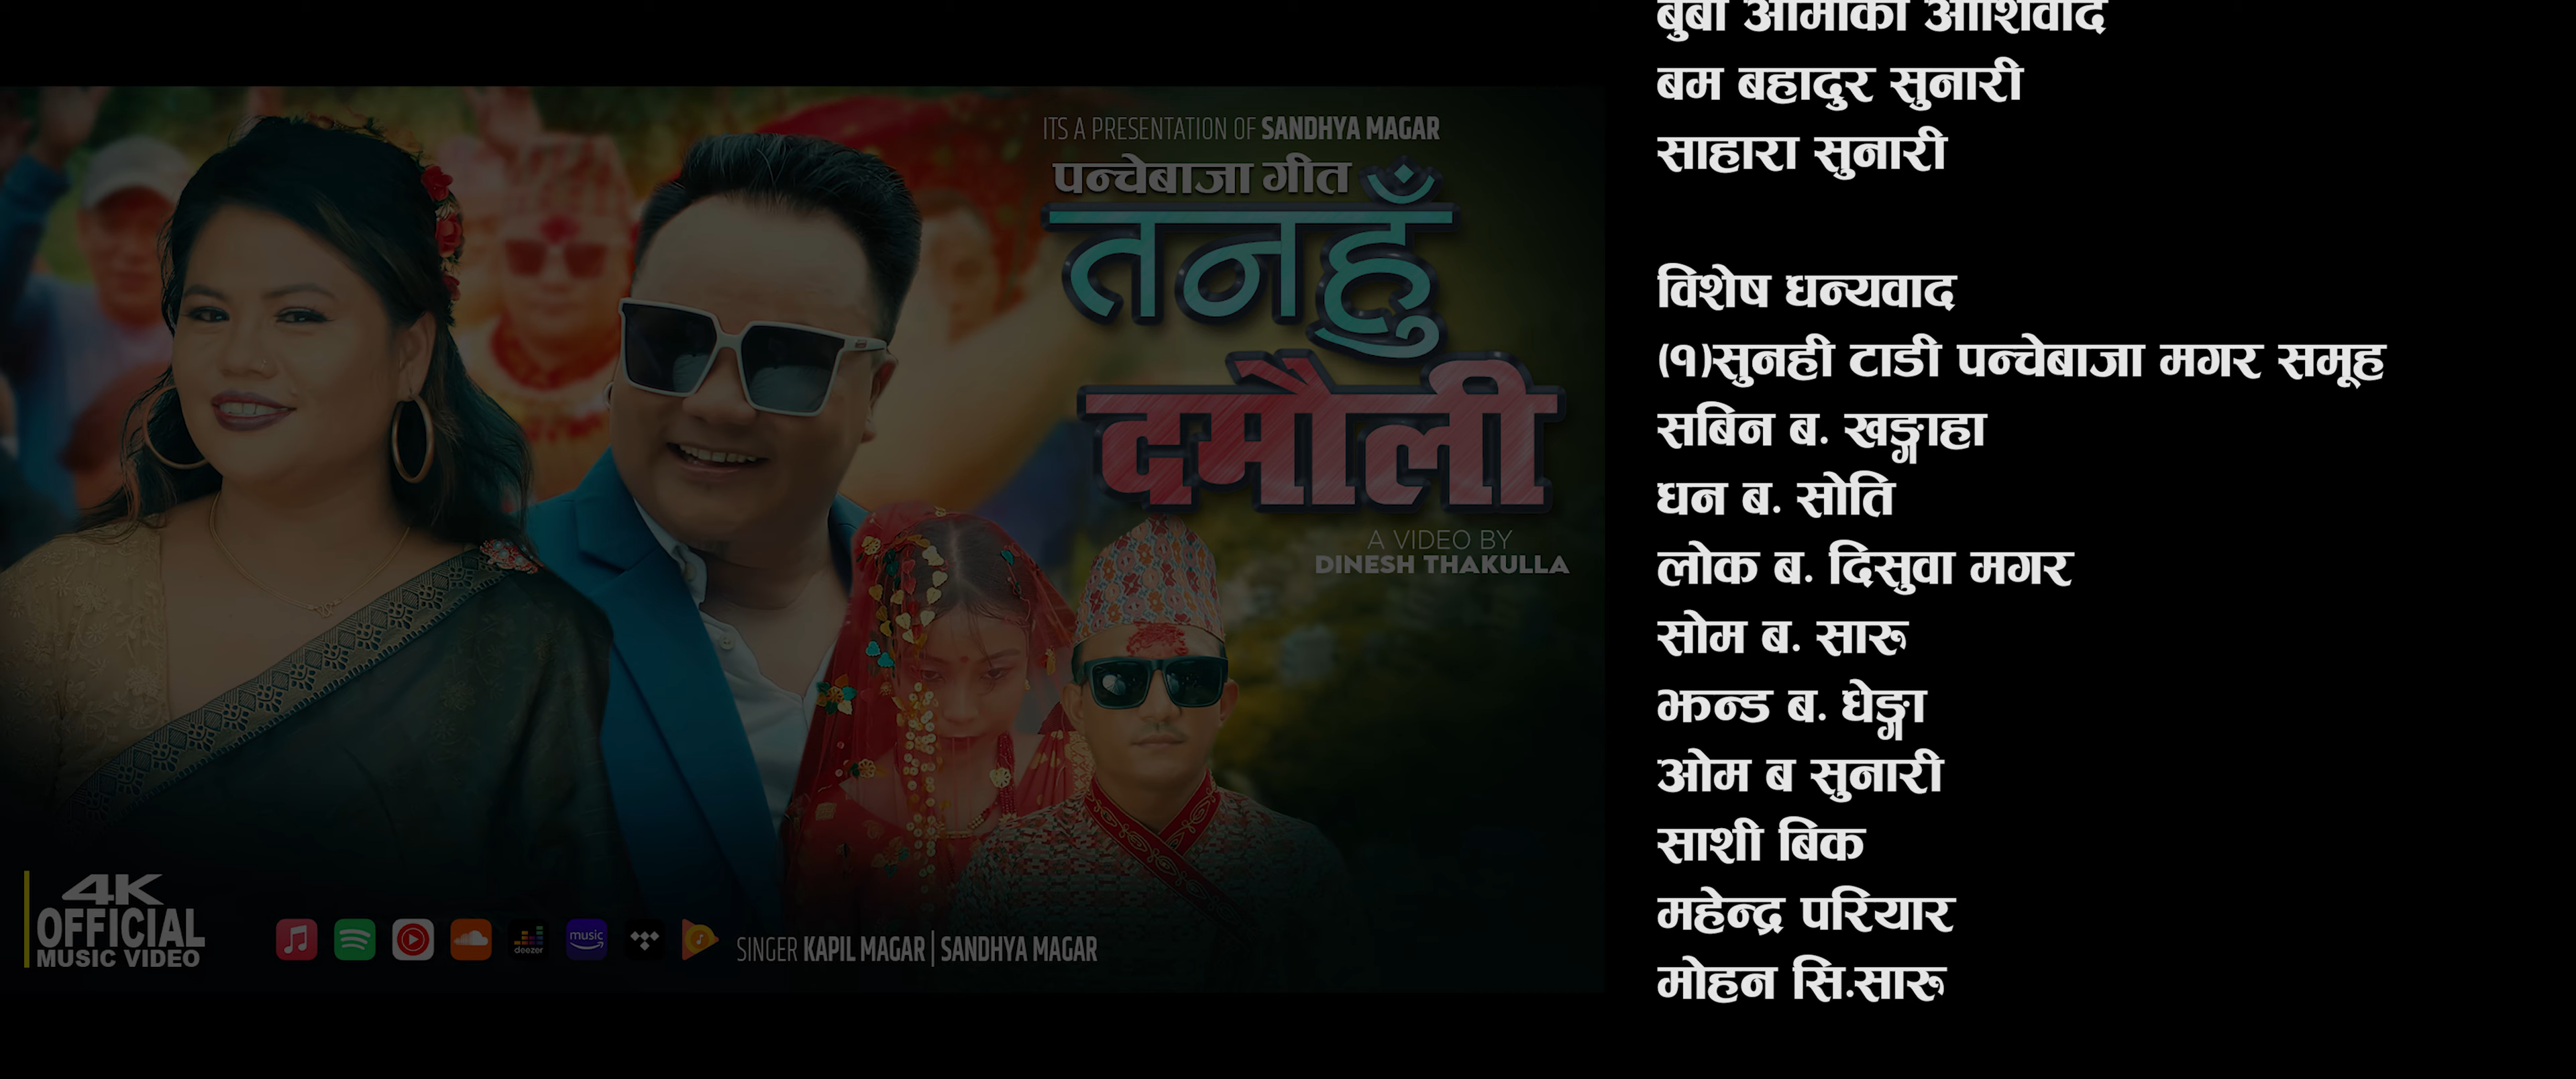 ITS A PRESENTATION OF SANDHYA MAGAR
पन्चेबाजा गीत
तनहुँ
दमौली
A VIDEO BY
DINESH THAKULLA
4K
OFFICIAL
MUSIC VIDEO
deezer
music
SINGER KAPIL MAGAR | SANDHYA MAGAR
बुबा आमाको आशिर्वाद
बम बहादुर सुनारी
साहारा सुनारी
विशेष धन्यवाद
(१)सुनही टाडी पन्चेबाजा मगर समूह
सबिन ब. खङ्गाहा
धन ब. सोति
लोक ब. दिसुवा मगर
सोम ब. सारू
झन्ड ब. धेङ्गा
ओम ब सुनारी
साशी बिक
महेन्द्र परियार
मोहन सि.सारू